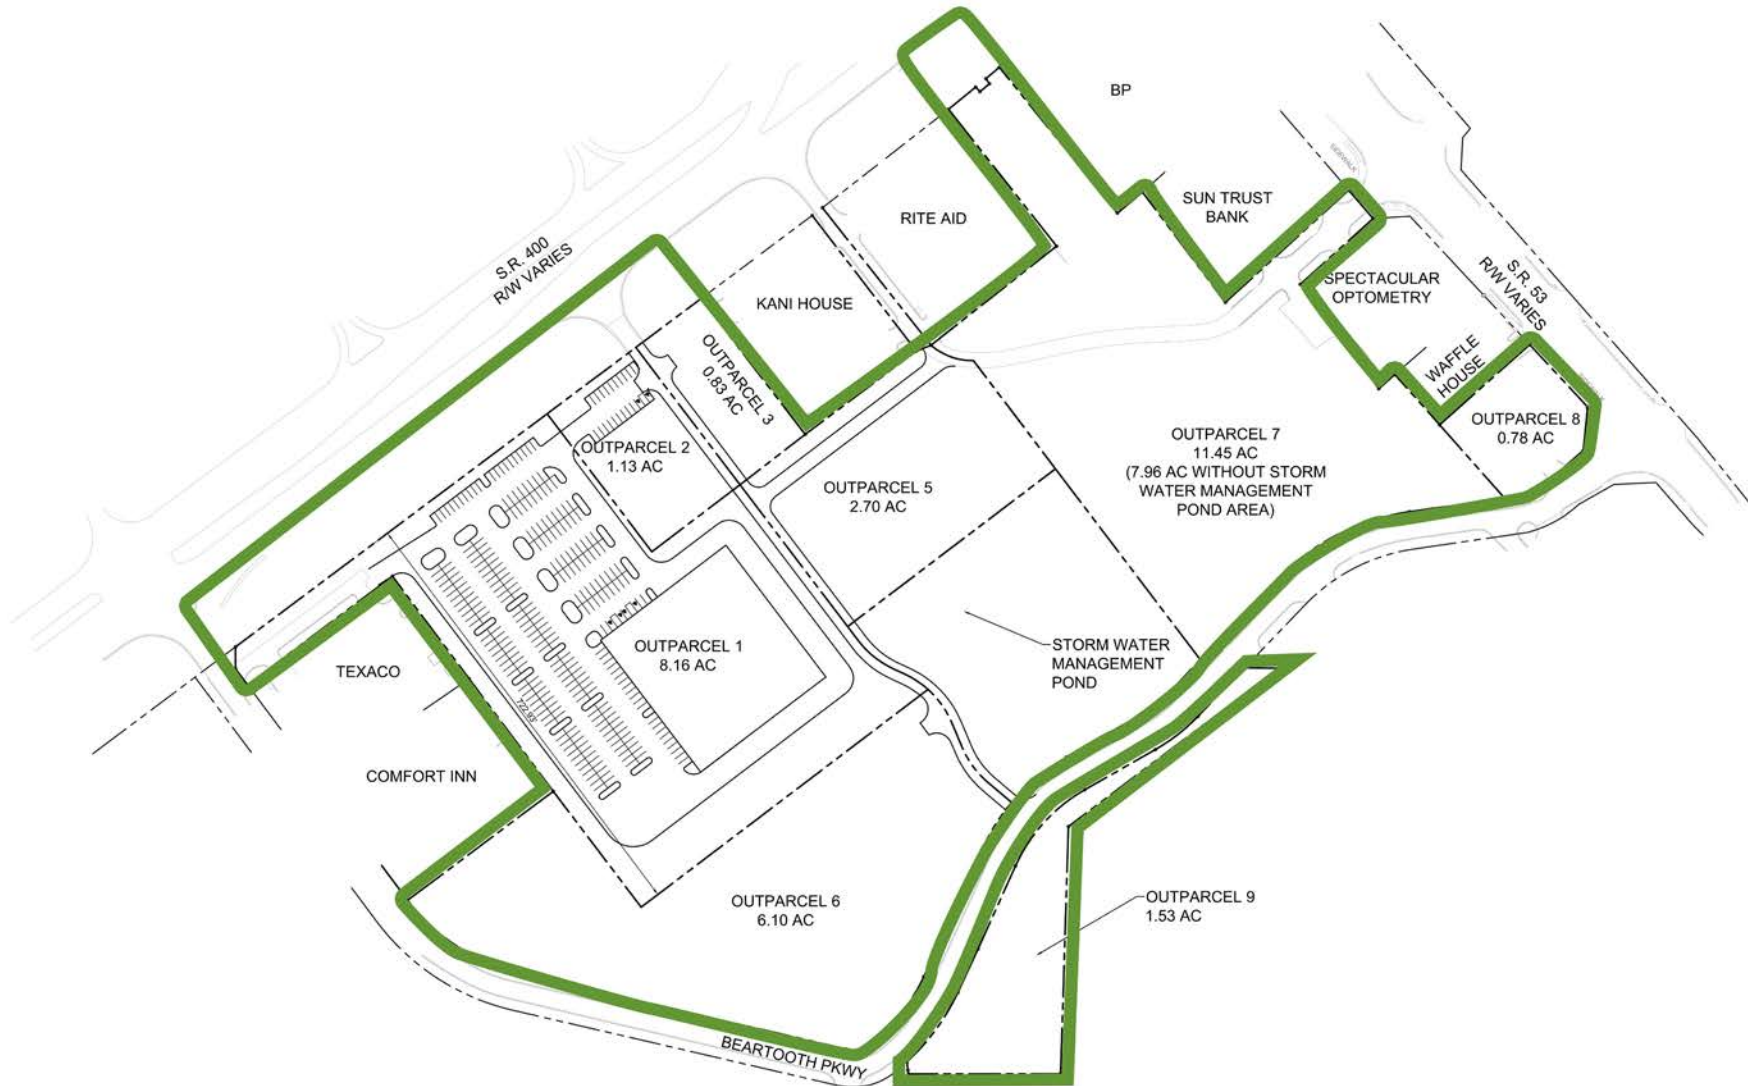 BP
SIDEWALK
SUN TRUST
BANK
RITE AID
S.R. 400
R/W VARIES
SPECTACULAR
OPTOMETRY
S.R. 53
R/W VARIES
KANI HOUSE
OUTPARCEL 3
0.83 AC
WAFFLE
HOUSE
OUTPARCEL 8
0.78 AC
OUTPARCEL 2
1.13 AC
OUTPARCEL 7
11.45 AC
(7.96 AC WITHOUT STORM
WATER MANAGEMENT
POND AREA)
OUTPARCEL 5
2.70 AC
OUTPARCEL 1
8.16 AC
STORM WATER
MANAGEMENT
POND
TEXACO
722.93'
COMFORT INN
OUTPARCEL 6
6.10 AC
OUTPARCEL 9
1.53 AC
BEARTOOTH PKWY